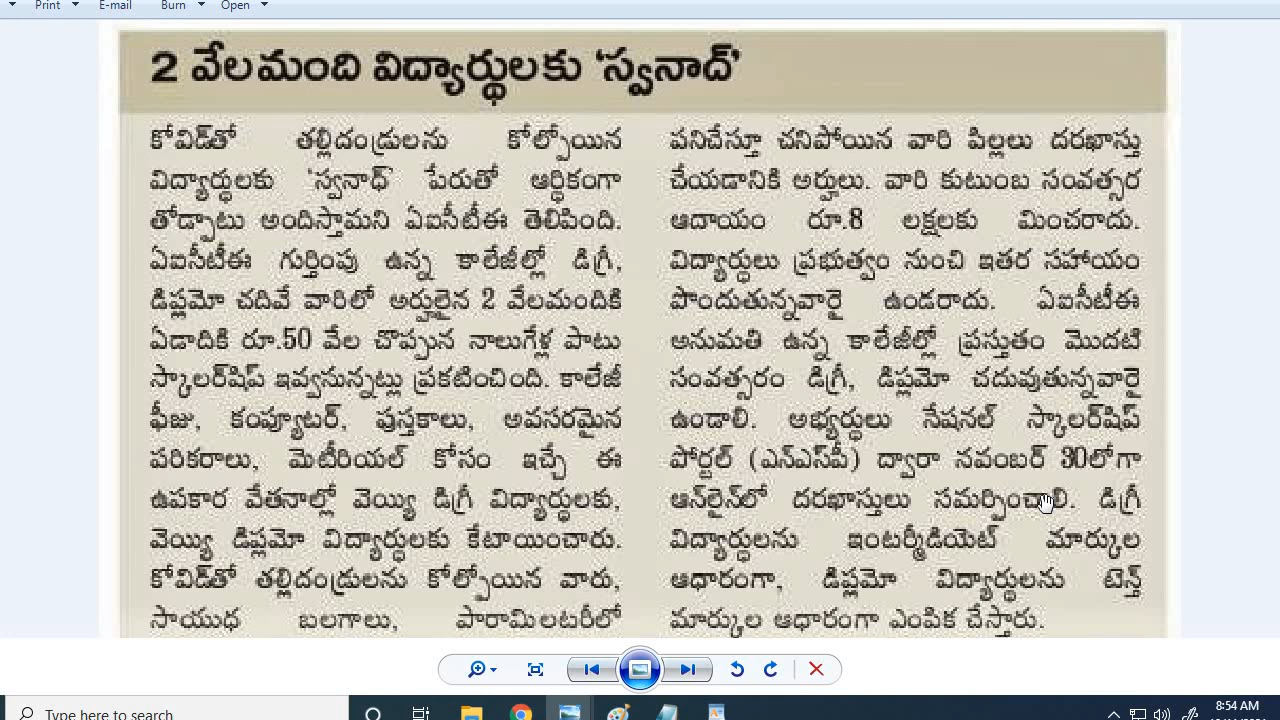 Print
E-mail
Burn
Open
2 వేలమంది విద్యార్థులకు ‘స్వనాద్’
కోవిడ్‌తో తల్లిదండ్రులను కోల్పోయిన
విద్యార్థులకు ‘స్వనాధ్’ పేరుతో ఆర్ధికంగా
తోడ్పాటు అందిస్తామని ఏఐసీటీఈ తెలిపింది.
ఏఐసీటీఈ గుర్తింపు ఉన్న కాలేజీల్లో డిగ్రీ,
డిప్లమో చదివే వారిలో అర్హులైన 2 వేలమందికి
ఏడాదికి రూ.50 వేల చొప్పున నాలుగేళ్ల పాటు
స్కాలర్‌షిప్ ఇవ్వనున్నట్లు ప్రకటించింది. కాలేజీ
ఫీజు, కంప్యూటర్, పుస్తకాలు, అవసరమైన
పరికరాలు, మెటీరియల్ కోసం ఇచ్చే ఈ
ఉపకార వేతనాల్లో వెయ్యి డిగ్రీ విద్యార్థులకు,
వెయ్యి డిప్లమో విద్యార్థులకు కేటాయించారు.
కోవిడ్‌తో తల్లిదండ్రులను కోల్పోయిన వారు,
సాయుధ బలగాలు, పారామిలటరీలో
పనిచేస్తూ చనిపోయిన వారి పిల్లలు దరఖాస్తు
చేయడానికి అర్హులు. వారి కుటుంబ సంవత్సర
ఆదాయం రూ.8 లక్షలకు మించరాదు.
విద్యార్థులు ప్రభుత్వం నుంచి ఇతర సహాయం
పొందుతున్నవారై ఉండరాదు. ఏఐసీటీఈ
అనుమతి ఉన్న కాలేజీల్లో ప్రస్తుతం మొదటి
సంవత్సరం డిగ్రీ, డిప్లమో చదువుతున్నవారై
ఉండాలి. అభ్యర్థులు నేషనల్ స్కాలర్‌షిప్
పోర్టల్ (ఎన్ఎస్‌పీ) ద్వారా నవంబర్ 30లోగా
ఆన్‌లైన్‌లో దరఖాస్తులు సమర్పించాలి. డిగ్రీ
విద్యార్థులను ఇంటర్మీడియెట్ మార్కుల
ఆధారంగా, డిప్లమో విద్యార్థులను టెన్త్
మార్కుల ఆధారంగా ఎంపిక చేస్తారు.
Type here to search
8:54 AM